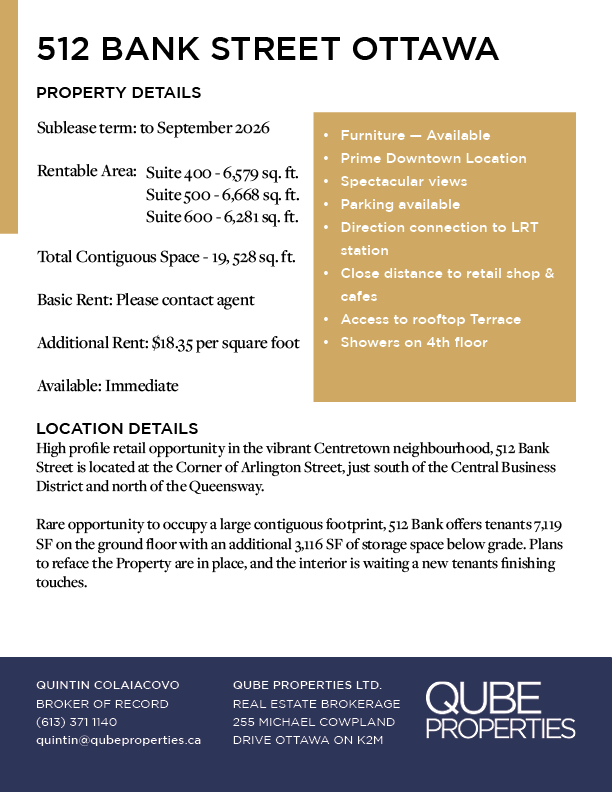 512 BANK STREET OTTAWA
PROPERTY DETAILS
Sublease term: to September 2026
Rentable Area: Suite 400 - 6,579 sq. ft.
Suite 500 - 6,668 sq. ft.
Suite 600 - 6,281 sq. ft.
Total Contiguous Space - 19, 528 sq. ft.
Basic Rent: Please contact agent
Additional Rent: $18.35 per square foot
Available: Immediate
• Furniture — Available
• Prime Downtown Location
• Spectacular views
• Parking available
• Direction connection to LRT
station
• Close distance to retail shop &
cafes
• Access to rooftop Terrace
• Showers on 4th floor
LOCATION DETAILS
High profile retail opportunity in the vibrant Centretown neighbourhood, 512 Bank
Street is located at the Corner of Arlington Street, just south of the Central Business
District and north of the Queensway.
Rare opportunity to occupy a large contiguous footprint, 512 Bank offers tenants 7,119
SF on the ground floor with an additional 3,116 SF of storage space below grade. Plans
to reface the Property are in place, and the interior is waiting a new tenants finishing
touches.
QUINTIN COLAIACOVO
BROKER OF RECORD
(613) 371 1140
quintin@qubeproperties.ca
QUBE PROPERTIES LTD.
REAL ESTATE BROKERAGE
255 MICHAEL COWPLAND
DRIVE OTTAWA ON K2M
QUBE
PROPERTIES